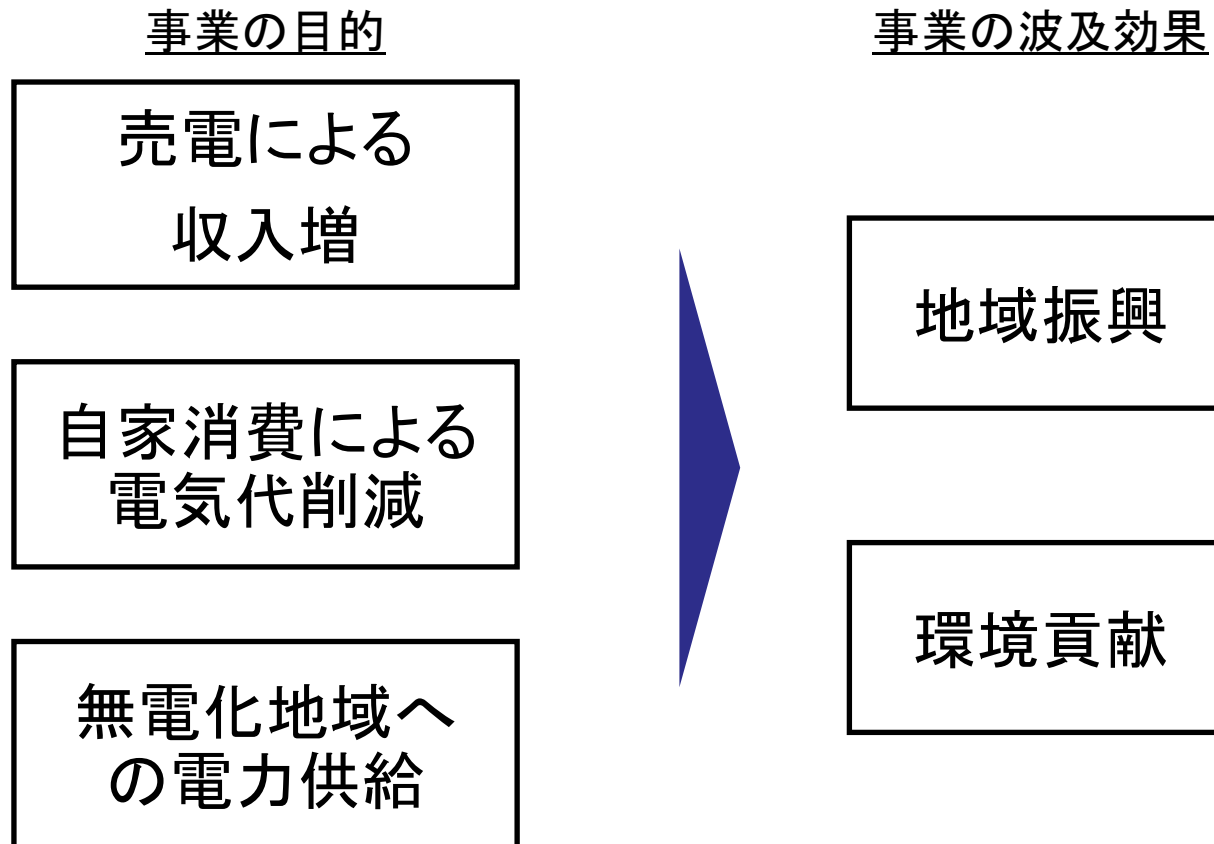 事業の目的
売電による
収入増
自家消費による
電気代削減
無電化地域へ
の電力供給
事業の波及効果
地域振興
環境貢献